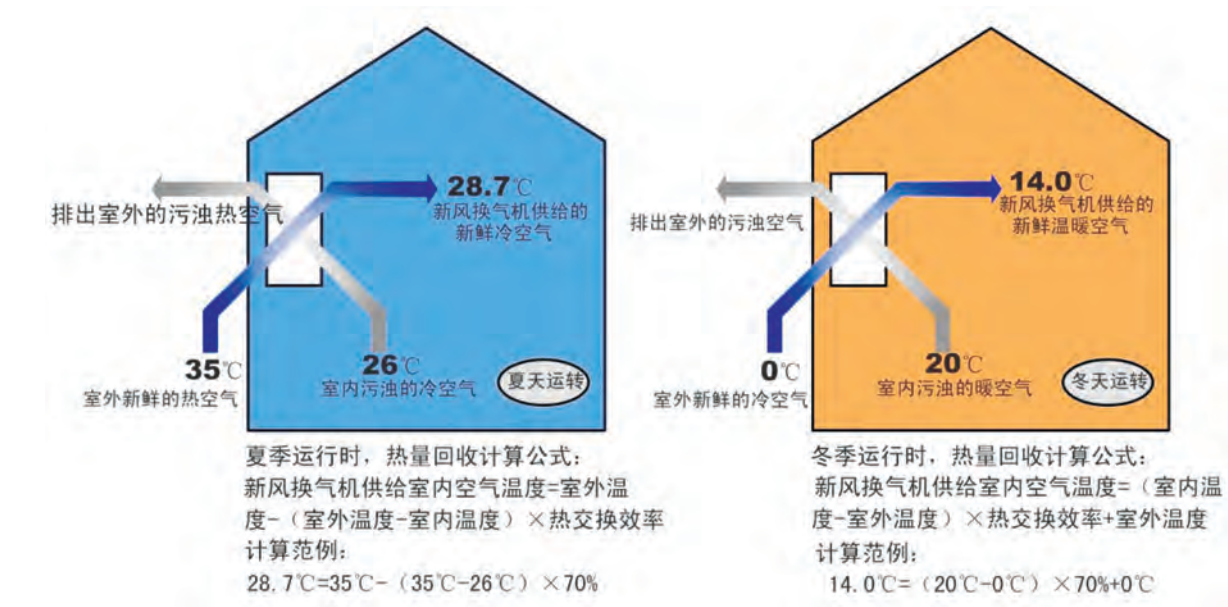 28.7℃
新风换气机供给的
新鲜冷空气
排出室外的污浊热空气
35℃
室外新鲜的热空气
26℃
室内污浊的冷空气
夏天运转
夏季运行时，热量回收计算公式：
新风换气机供给室内空气温度=室外温
度-（室外温度-室内温度）×热交换效率
计算范例：
28.7℃=35℃-（35℃-26℃）×70%
14.0℃
新风换气机供给的
新鲜温暖空气
排出室外的污浊空气
0℃
室外新鲜的冷空气
20℃
室内污浊的暖空气
冬天运转
冬季运行时，热量回收计算公式：
新风换气机供给室内空气温度=（室内温
度-室外温度）×热交换效率+室外温度
计算范例：
14.0℃=（20℃-0℃）×70%+0℃